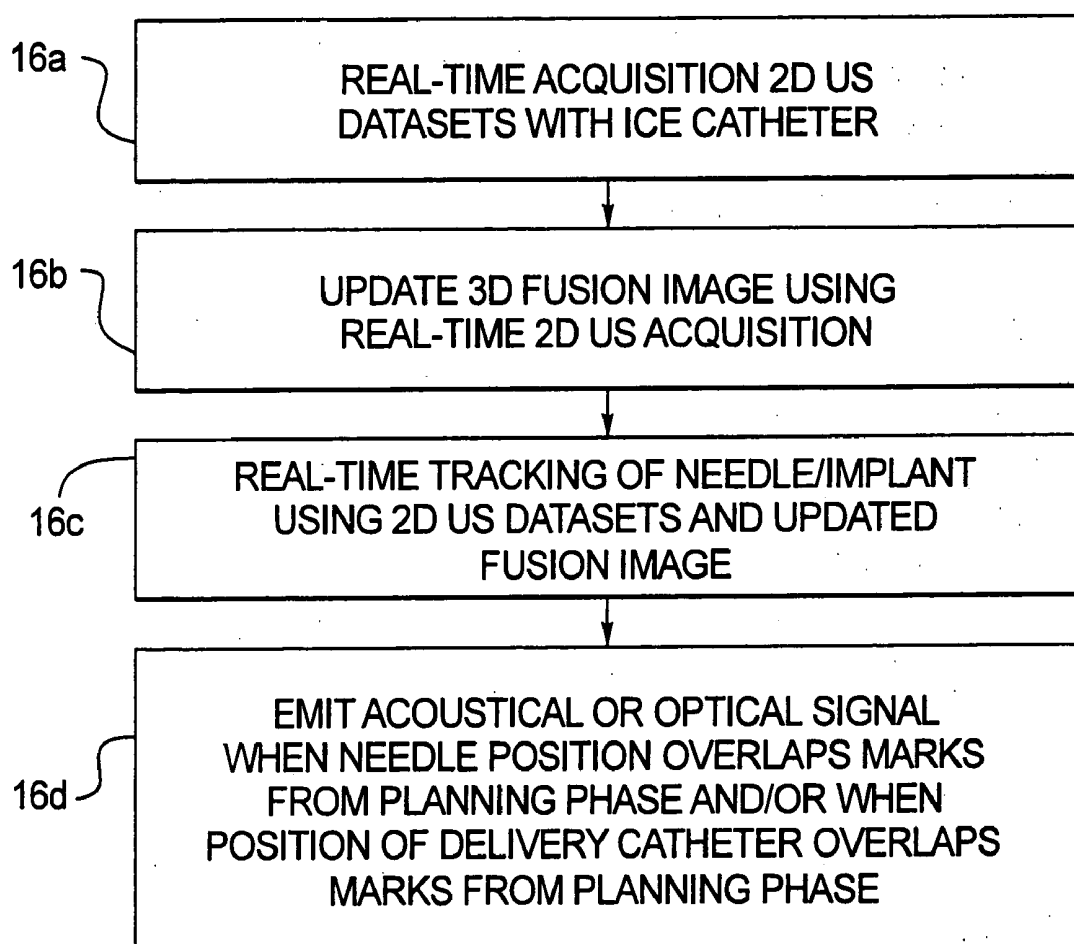 16a
REAL-TIME ACQUISITION 2D US
DATASETS WITH ICE CATHETER
16b
UPDATE 3D FUSION IMAGE USING
REAL-TIME 2D US ACQUISITION
16c
REAL-TIME TRACKING OF NEEDLE/IMPLANT
USING 2D US DATASETS AND UPDATED
FUSION IMAGE
16d
EMIT ACOUSTICAL OR OPTICAL SIGNAL
WHEN NEEDLE POSITION OVERLAPS MARKS
FROM PLANNING PHASE AND/OR WHEN
POSITION OF DELIVERY CATHETER OVERLAPS
MARKS FROM PLANNING PHASE